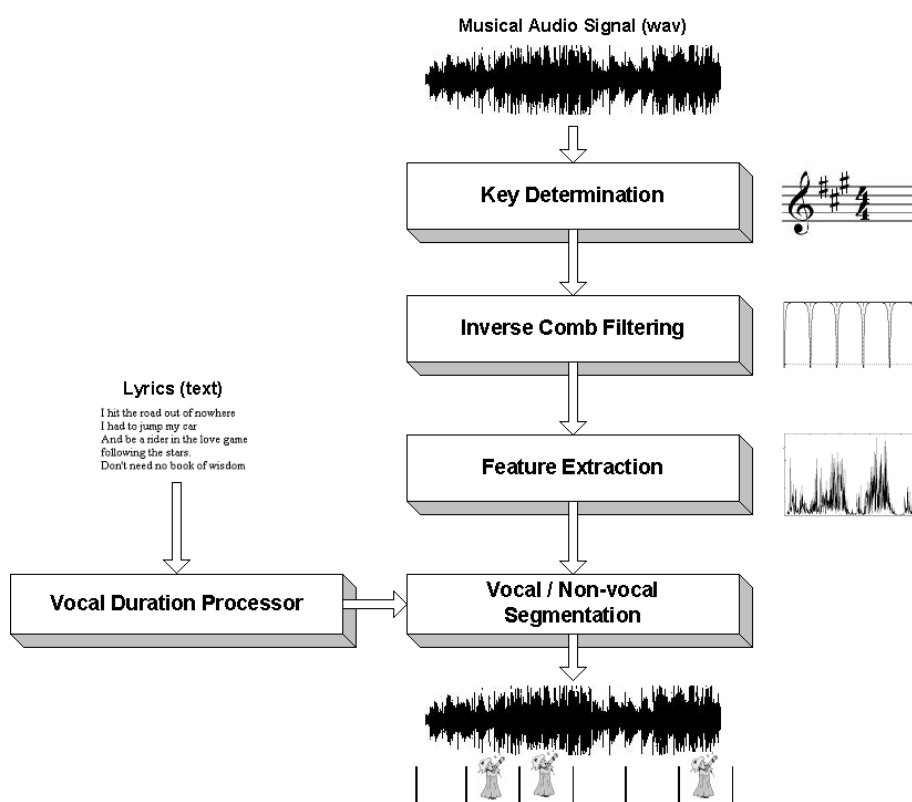 Musical Audio Signal (wav)
Key Determination
4
4
Inverse Comb Filtering
Lyrics (text)
I hit the road out of nowhere
I had to jump my car
And be a rider in the love game
following the stars.
Don't need no book of wisdom
Feature Extraction
Vocal Duration Processor
Vocal / Non-vocal
Segmentation